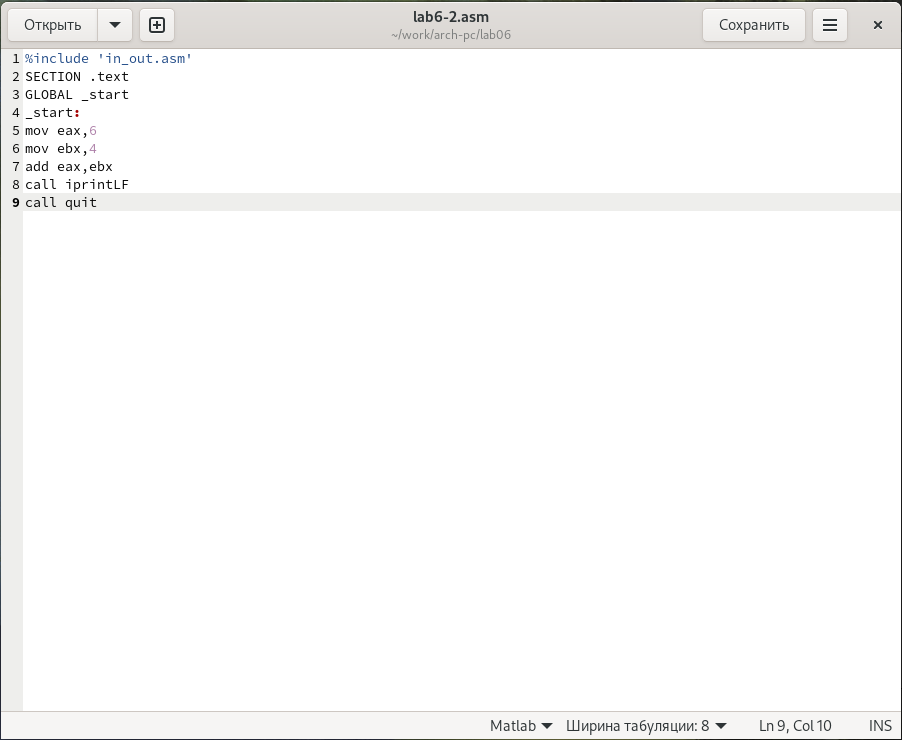 Открыть
lab6-2.asm
~/work/arch-pc/lab06
Сохранить
1 %include 'in_out.asm'
2 SECTION .text
3 GLOBAL _start
4 _start:
5 mov eax,6
6 mov ebx,4
7 add eax,ebx
8 call iprintLF
9 call quit
Matlab Ширина табуляции: 8 Ln 9, Col 10 INS